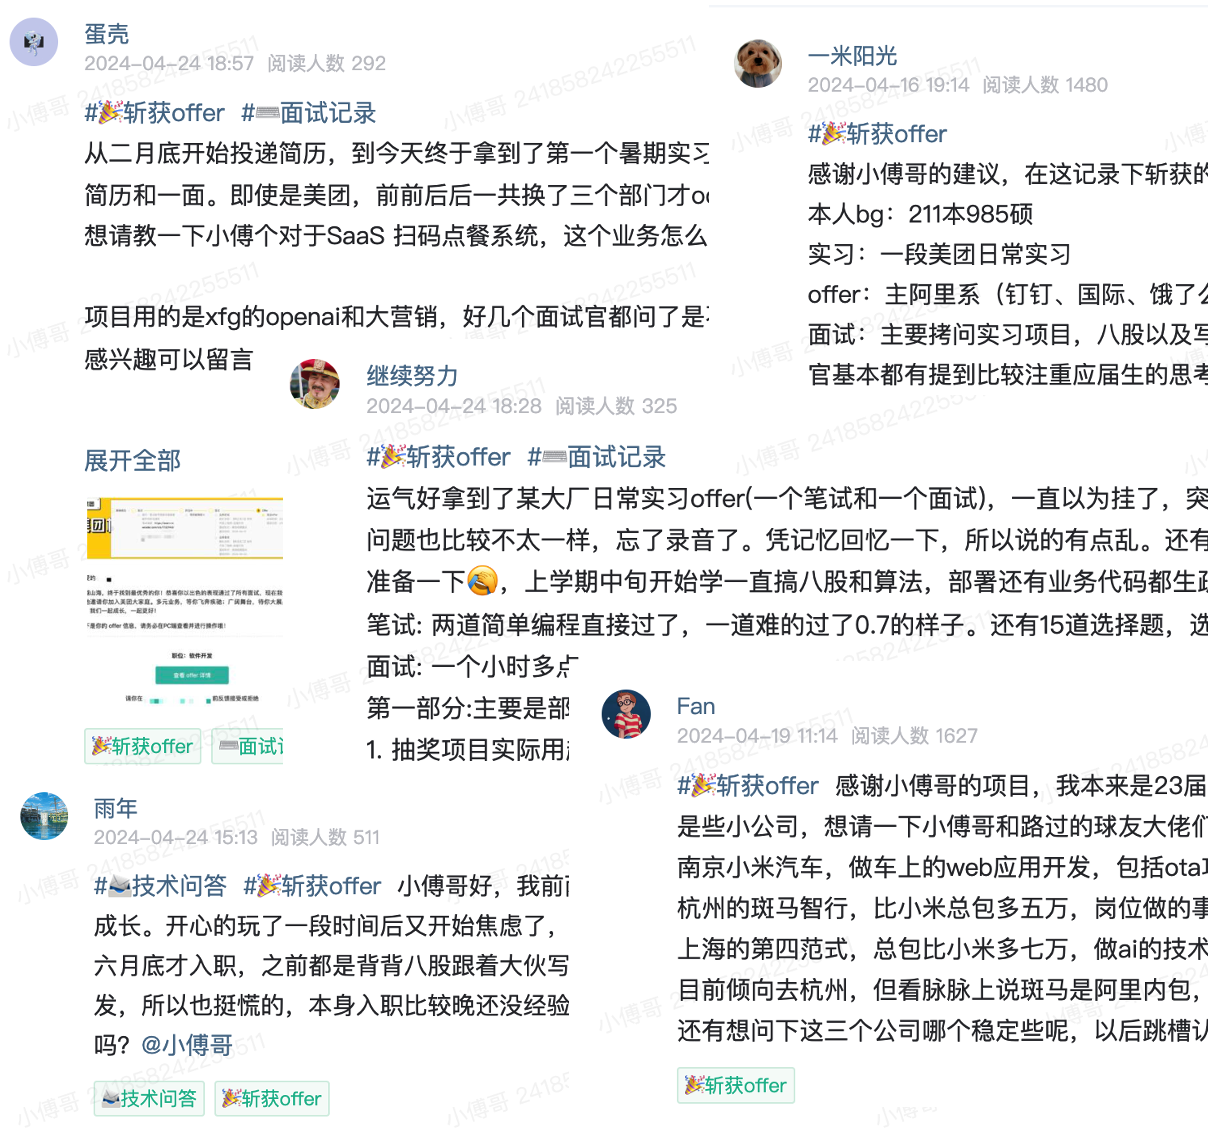 蛋壳
2024-04-24 18:57 阅读人数 292
#🎉斩获offer #⌨️面试记录
从二月底开始投递简历，到今天终于拿到了第一个暑期实习
简历和一面。即使是美团，前前后后一共换了三个部门才oc
想请教一下小傅个对于SaaS 扫码点餐系统，这个业务怎么
项目用的是xfg的openai和大营销，好几个面试官都问了是不
感兴趣可以留言
展开全部
职位：软件开发
查看 offer 详情
🎉斩获offer
⌨️面试
一米阳光
2024-04-16 19:14 阅读人数 1480
#🎉斩获offer
感谢小傅哥的建议，在这记录下斩获的
本人bg：211本985硕
实习：一段美团日常实习
offer：主阿里系（钉钉、国际、饿了么
面试：主要拷问实习项目，八股以及写
官基本都有提到比较注重应届生的思考
继续努力
2024-04-24 18:28 阅读人数 325
#🎉斩获offer #⌨️面试记录
运气好拿到了某大厂日常实习offer(一个笔试和一个面试)，一直以为挂了，突
问题也比较不太一样，忘了录音了。凭记忆回忆一下，所以说的有点乱。还有
准备一下🤣，上学期中旬开始学一直搞八股和算法，部署还有业务代码都生疏
笔试: 两道简单编程直接过了，一道难的过了0.7的样子。还有15道选择题，选
面试: 一个小时多点
第一部分:主要是部
1. 抽奖项目实际用
雨年
2024-04-24 15:13 阅读人数 511
#📨技术问答 #🎉斩获offer 小傅哥好，我前
成长。开心的玩了一段时间后又开始焦虑了，
六月底才入职，之前都是背背八股跟着大伙写
发，所以也挺慌的，本身入职比较晚还没经验
吗？@小傅哥
📨技术问答
🎉斩获offer
Fan
2024-04-19 11:14 阅读人数 1627
#🎉斩获offer 感谢小傅哥的项目，我本来是23届
是些小公司，想请一下小傅哥和路过的球友大佬们
南京小米汽车，做车上的web应用开发，包括ota
杭州的斑马智行，比小米总包多五万，岗位做的事
上海的第四范式，总包比小米多七万，做ai的技术
目前倾向去杭州，但看脉脉上说斑马是阿里内包，
还有想问下这三个公司哪个稳定些呢，以后跳槽认
🎉斩获offer
小傅哥 241858242255511